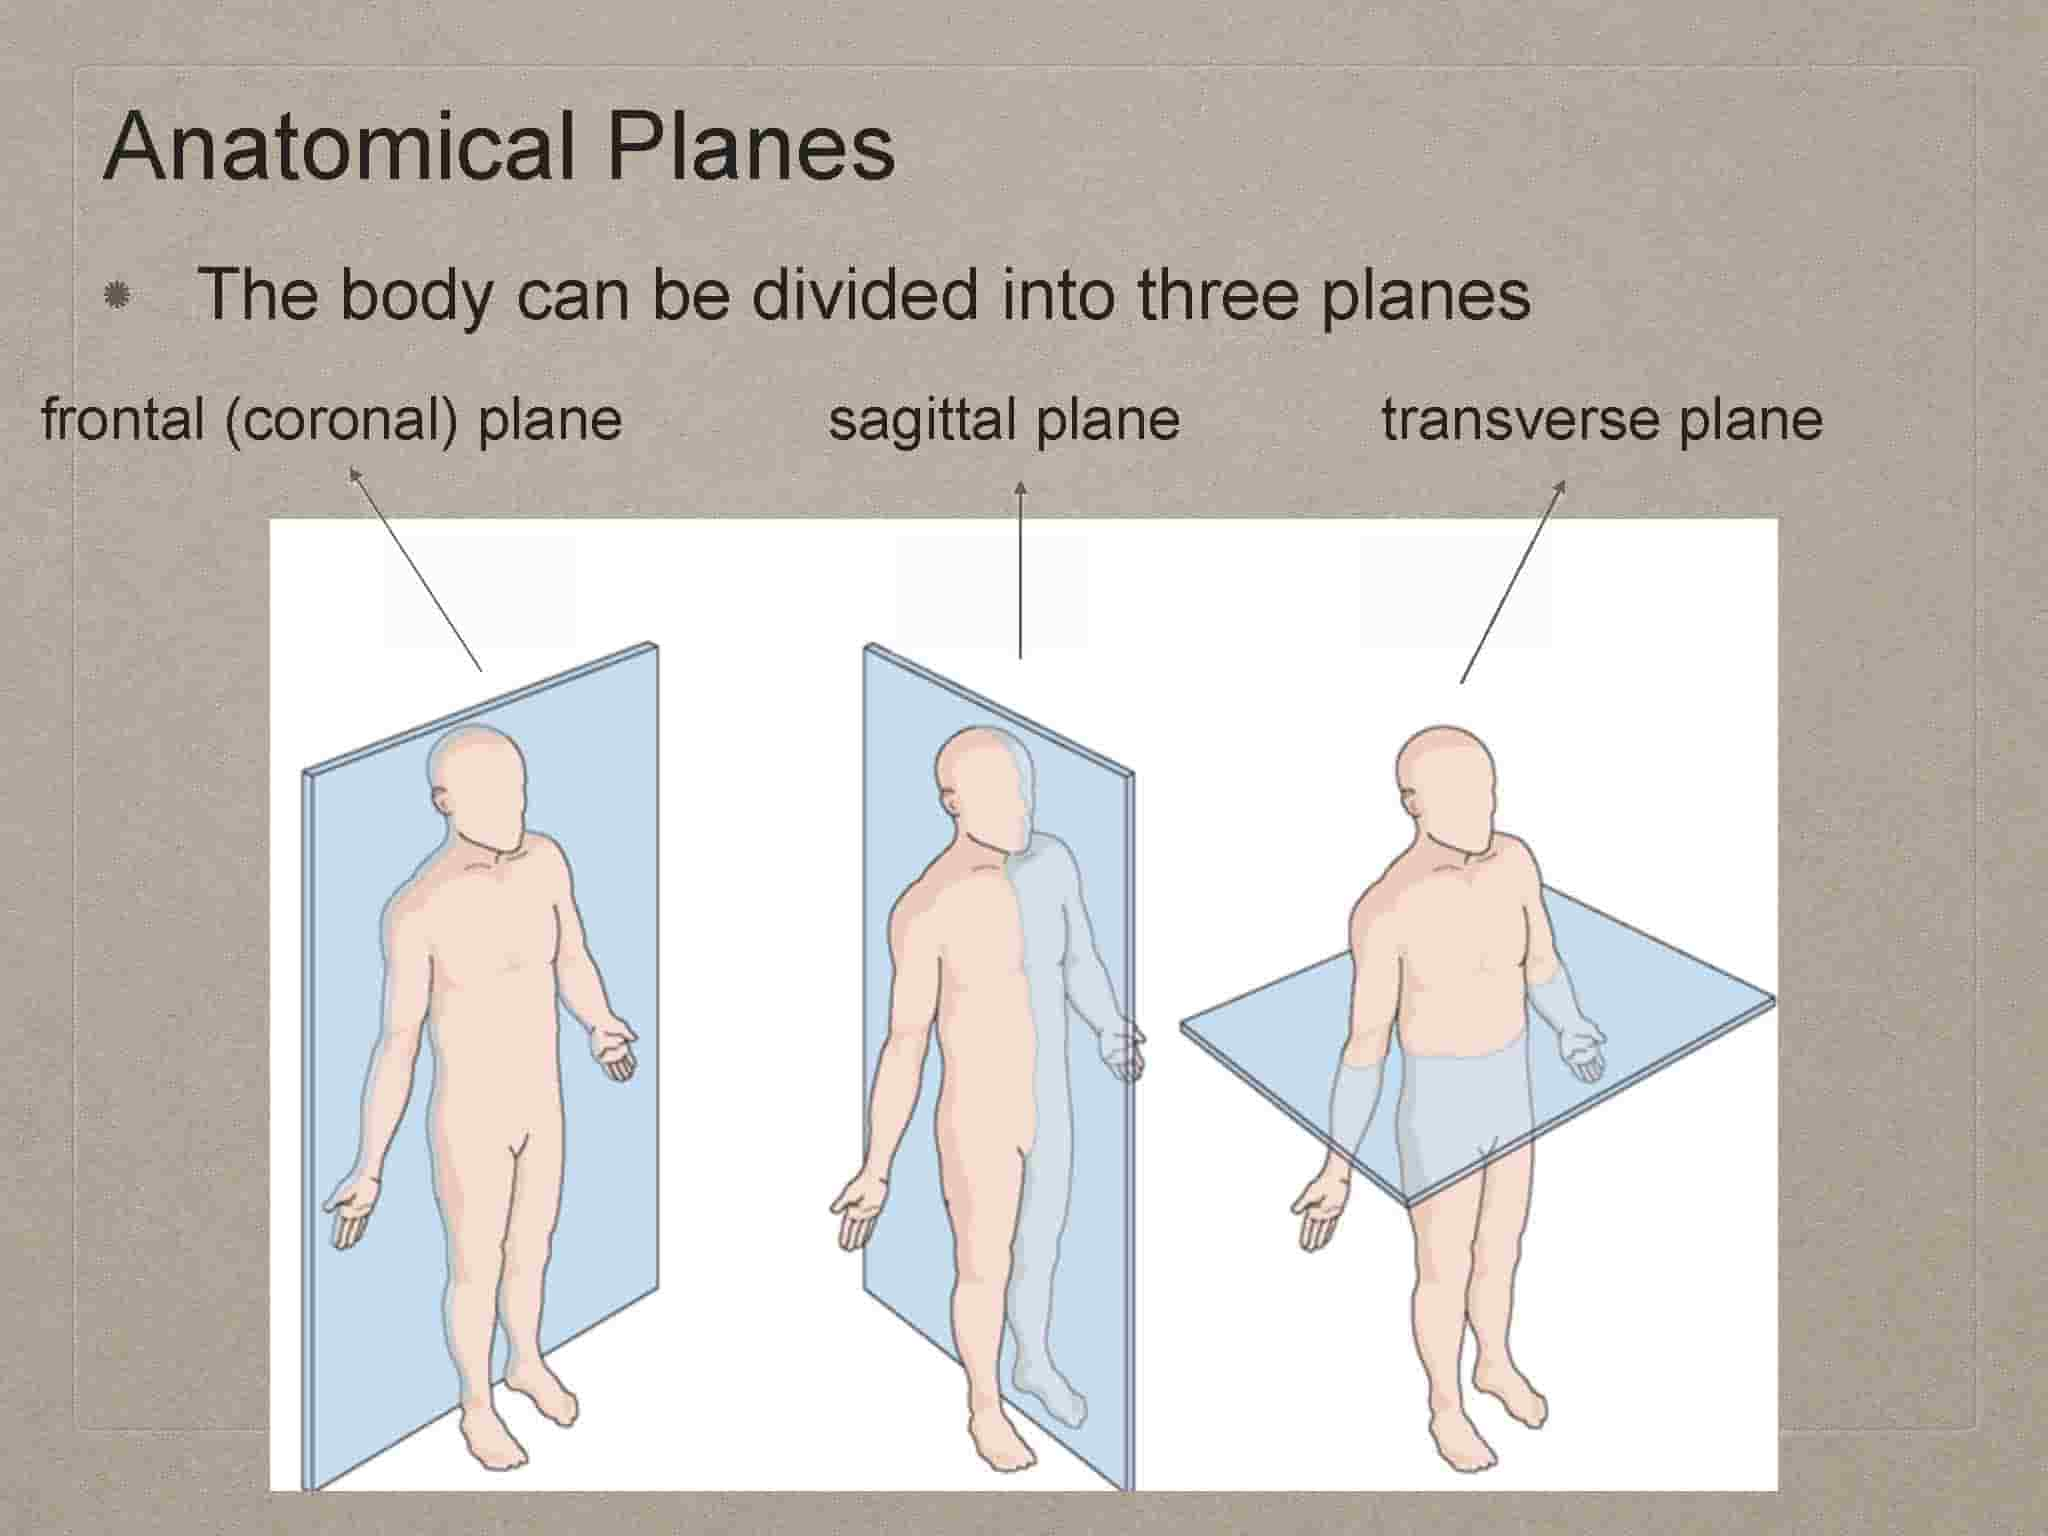 Anatomical Planes
The body can be divided into three planes
frontal (coronal) plane
sagittal plane
transverse plane